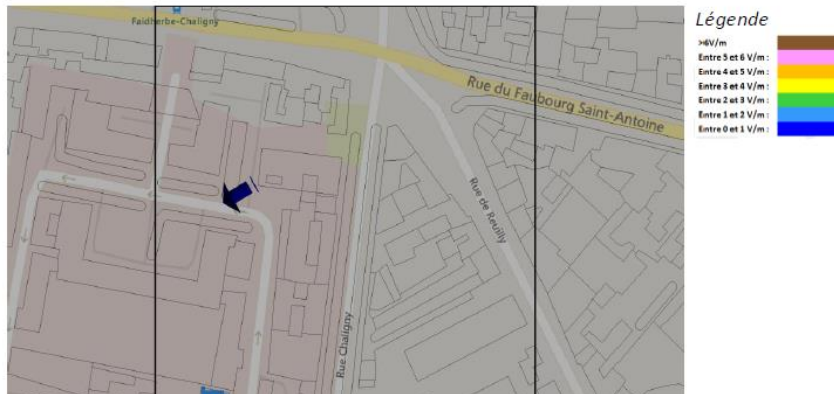 Faidherbe-Chaligny
Rue du Faubourg Saint-Antoine
Rue de Reuilly
Rue Chaligny
Légende
>6V/m
Entre 5 et 6 V/m :
Entre 4 et 5 V/m :
Entre 3 et 4 V/m :
Entre 2 et 3 V/m :
Entre 1 et 2 V/m :
Entre 0 et 1 V/m :